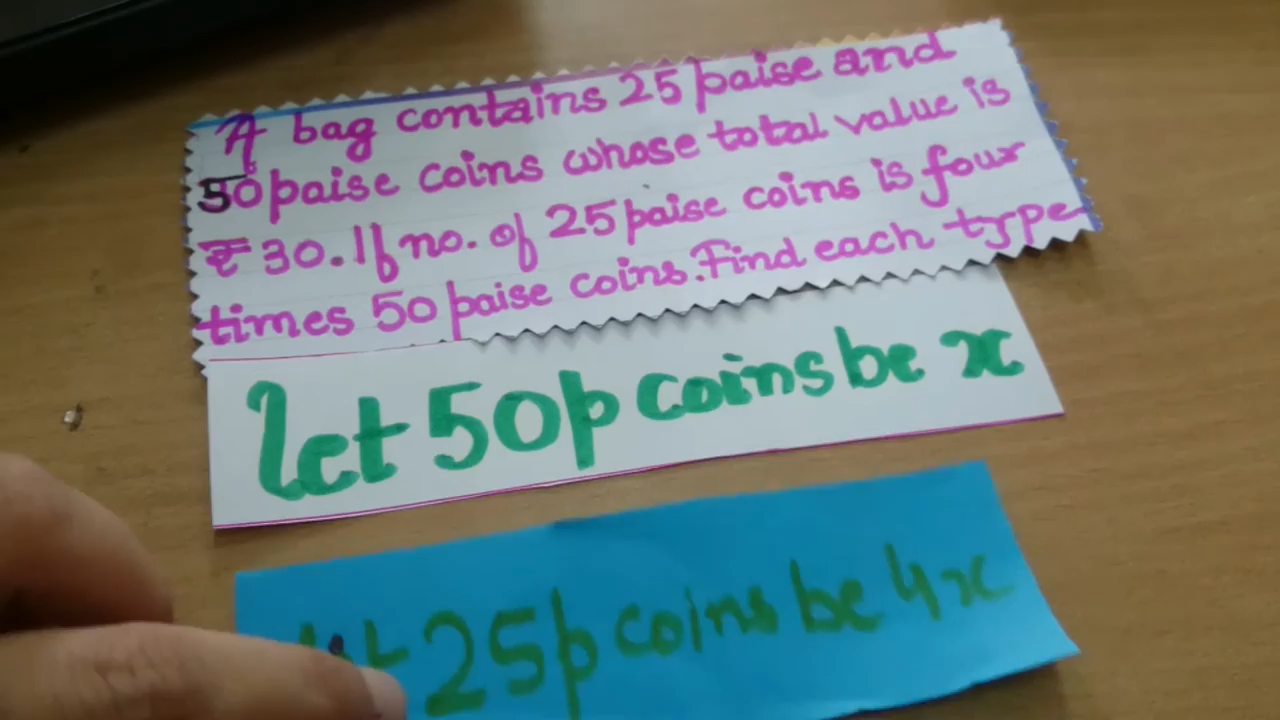 A bag contains 25 paise and
50 paise coins whose total value is
₹ 30. If no. of 25 paise coins is four
times 50 paise coins. Find each type
let 50p coins be x
25p coins be 4x